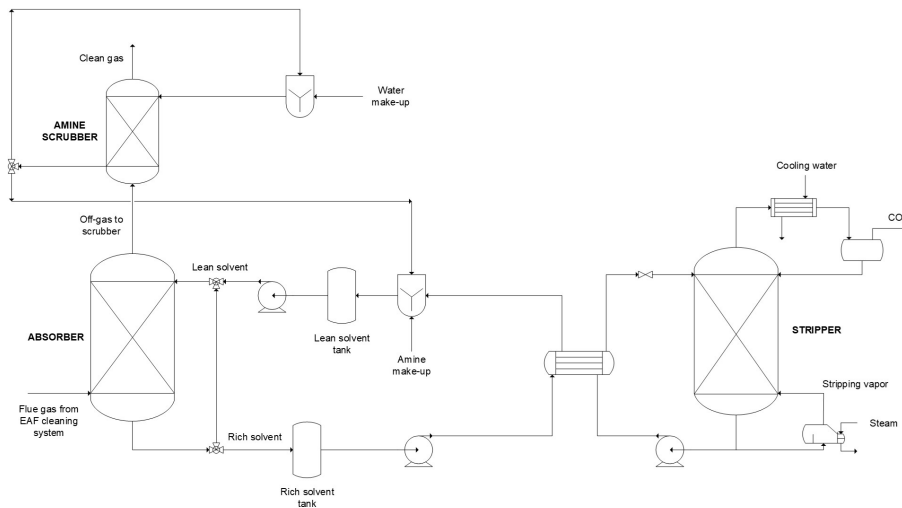 Clean gas
Water
make-up
AMINE
SCRUBBER
Cooling water
Off-gas to
scrubber
CO
Lean solvent
ABSORBER
Lean solvent
tank
Amine
make-up
STRIPPER
Stripping vapor
Flue gas from
EAF cleaning
system
Rich solvent
Steam
Rich solvent
tank